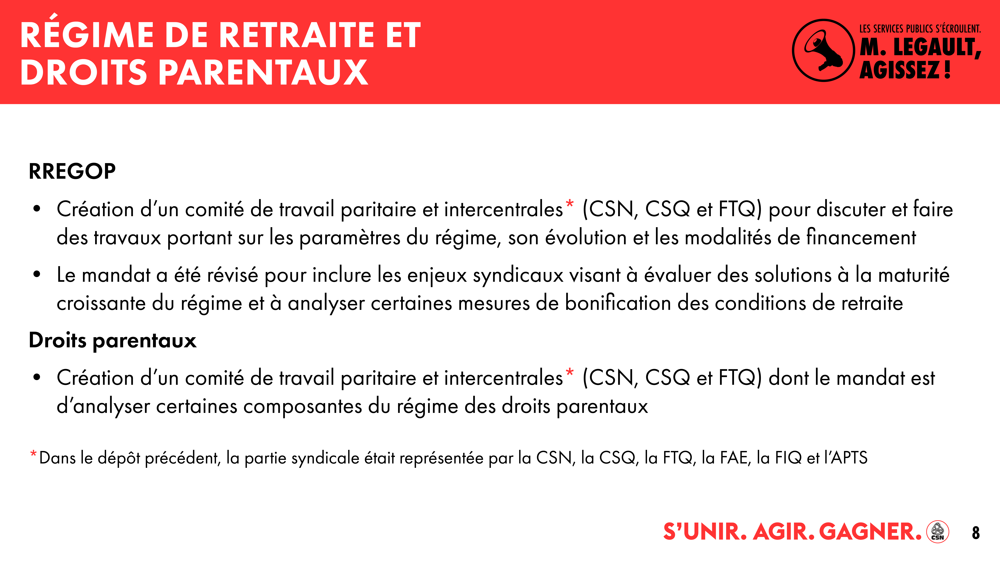 RÉGIME DE RETRAITE ET
DROITS PARENTAUX
LES SERVICES PUBLICS S’ÉCROULENT.
M. LEGAULT,
AGISSEZ !
RREGOP
• Création d’un comité de travail paritaire et intercentrales* (CSN, CSQ et FTQ) pour discuter et faire
des travaux portant sur les paramètres du régime, son évolution et les modalités de financement
• Le mandat a été révisé pour inclure les enjeux syndicaux visant à évaluer des solutions à la maturité
croissante du régime et à analyser certaines mesures de bonification des conditions de retraite
Droits parentaux
• Création d’un comité de travail paritaire et intercentrales* (CSN, CSQ et FTQ) dont le mandat est
d’analyser certaines composantes du régime des droits parentaux
*Dans le dépôt précédent, la partie syndicale était représentée par la CSN, la CSQ, la FTQ, la FAE, la FIQ et l’APTS
S’UNIR. AGIR. GAGNER.
CSN
8